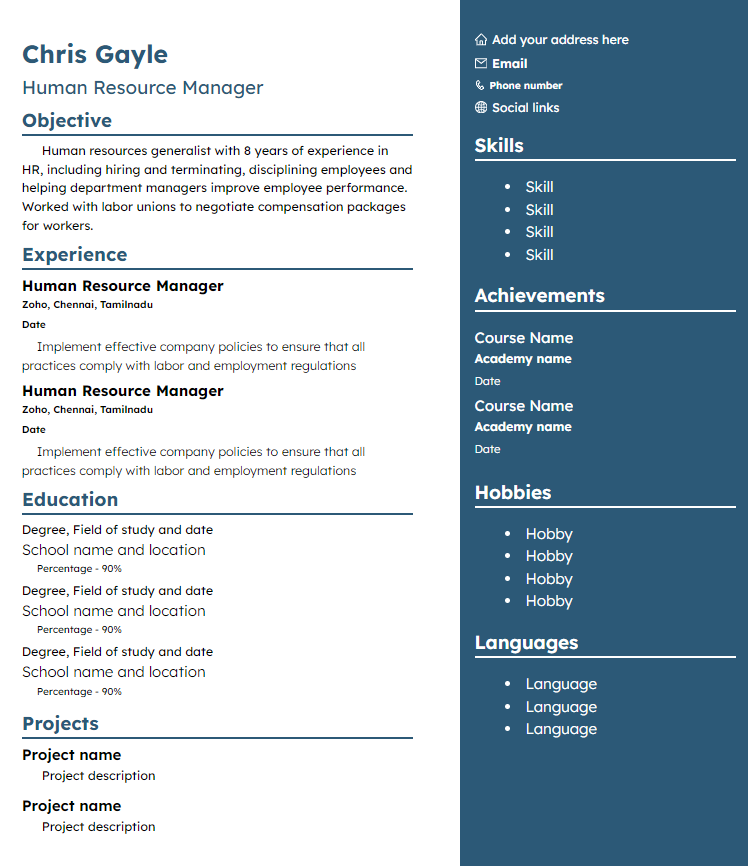 Chris Gayle
Human Resource Manager
Objective
Human resources generalist with 8 years of experience in
HR, including hiring and terminating, disciplining employees and
helping department managers improve employee performance.
Worked with labor unions to negotiate compensation packages
for workers.
Experience
Human Resource Manager
Zoho, Chennai, Tamilnadu
Date
Implement effective company policies to ensure that all
practices comply with labor and employment regulations
Human Resource Manager
Zoho, Chennai, Tamilnadu
Date
Implement effective company policies to ensure that all
practices comply with labor and employment regulations
Education
Degree, Field of study and date
School name and location
Percentage - 90%
Degree, Field of study and date
School name and location
Percentage - 90%
Degree, Field of study and date
School name and location
Percentage - 90%
Projects
Project name
Project description
Project name
Project description
Add your address here
Email
Phone number
Social links
Skills
• Skill
• Skill
• Skill
• Skill
Achievements
Course Name
Academy name
Date
Course Name
Academy name
Date
Hobbies
• Hobby
• Hobby
• Hobby
• Hobby
Languages
• Language
• Language
• Language